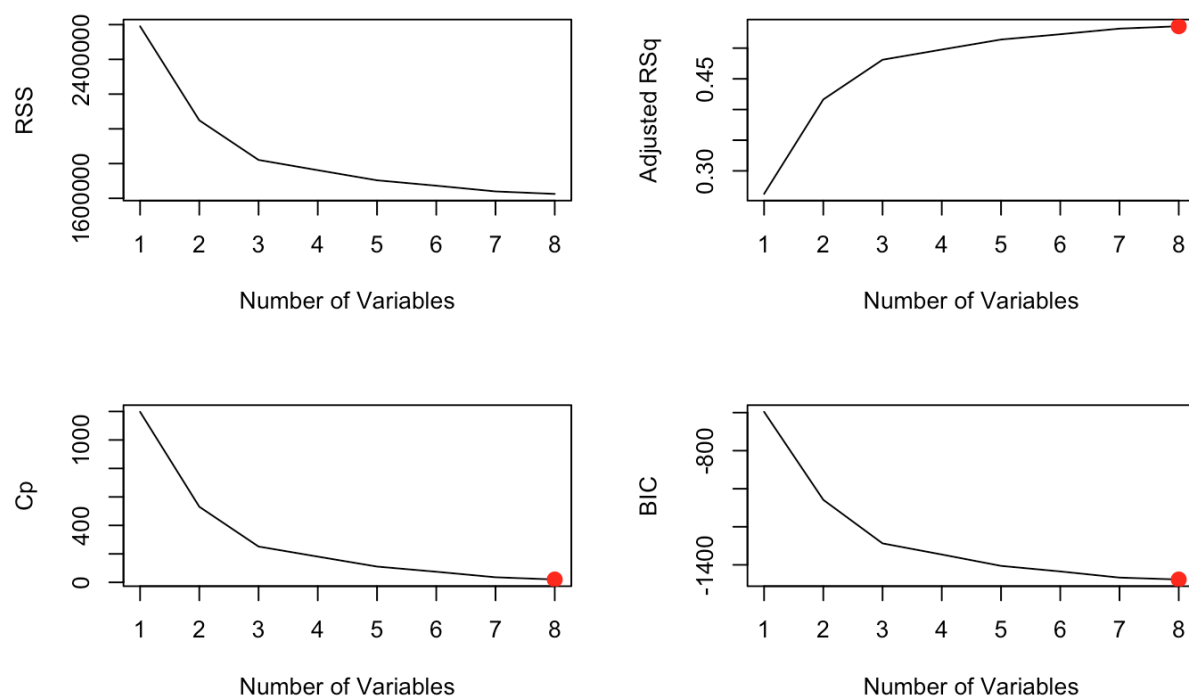 RSS
1600000
2400000
1 2 3 4 5 6 7 8
Number of Variables
Adjusted RSq
0.30
0.45
1 2 3 4 5 6 7 8
Number of Variables
Cp
0
400
1000
1 2 3 4 5 6 7 8
Number of Variables
BIC
-1400
-800
1 2 3 4 5 6 7 8
Number of Variables